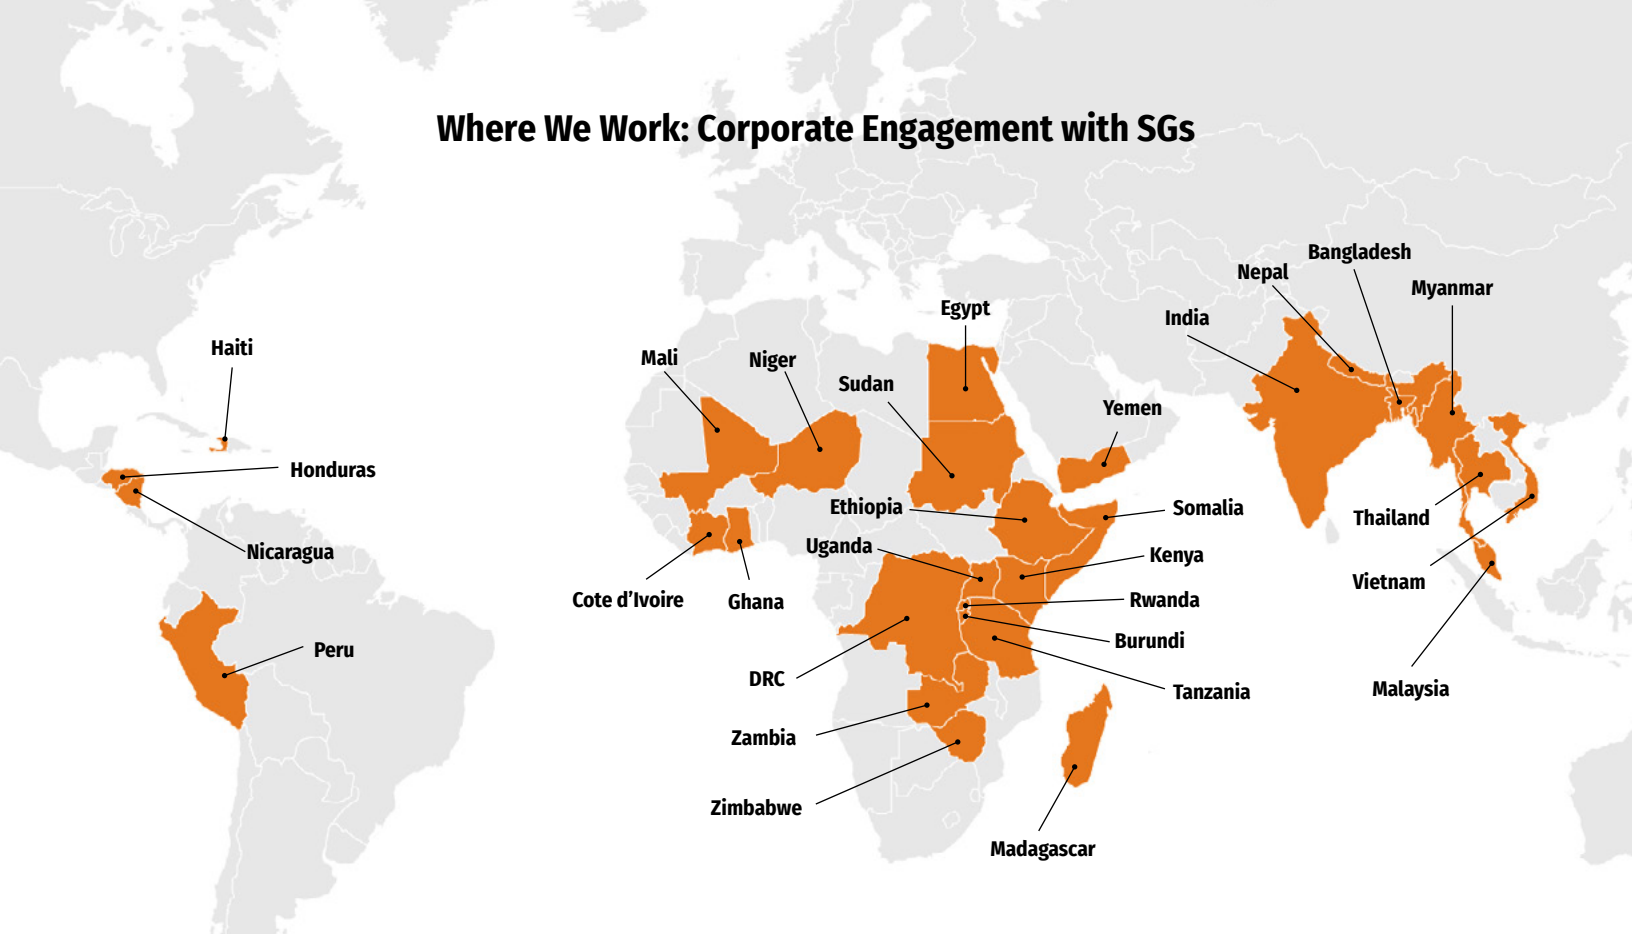 Where We Work: Corporate Engagement with SGs
Bangladesh
Nepal
Myanmar
Egypt
India
Haiti
Mali
Niger
Sudan
Yemen
Honduras
Ethiopia
Somalia
Thailand
Uganda
Nicaragua
Kenya
Vietnam
Cote d’Ivoire
Ghana
Rwanda
Burundi
Peru
DRC
Tanzania
Malaysia
Zambia
Zimbabwe
Madagascar